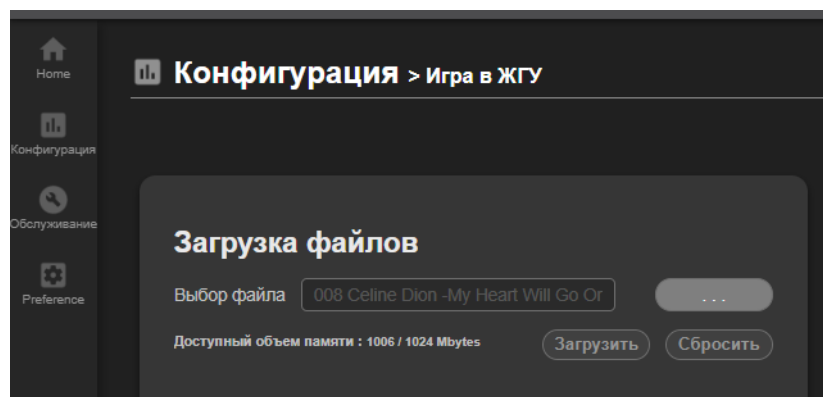 Home
Конфигурация
Обслуживание
Preference
Конфигурация > Игра в ЖГУ
Загрузка файлов
Выбор файла 008 Celine Dion -My Heart Will Go Or ...
Доступный объем памяти : 1006 / 1024 Mbytes Загрузить Сбросить